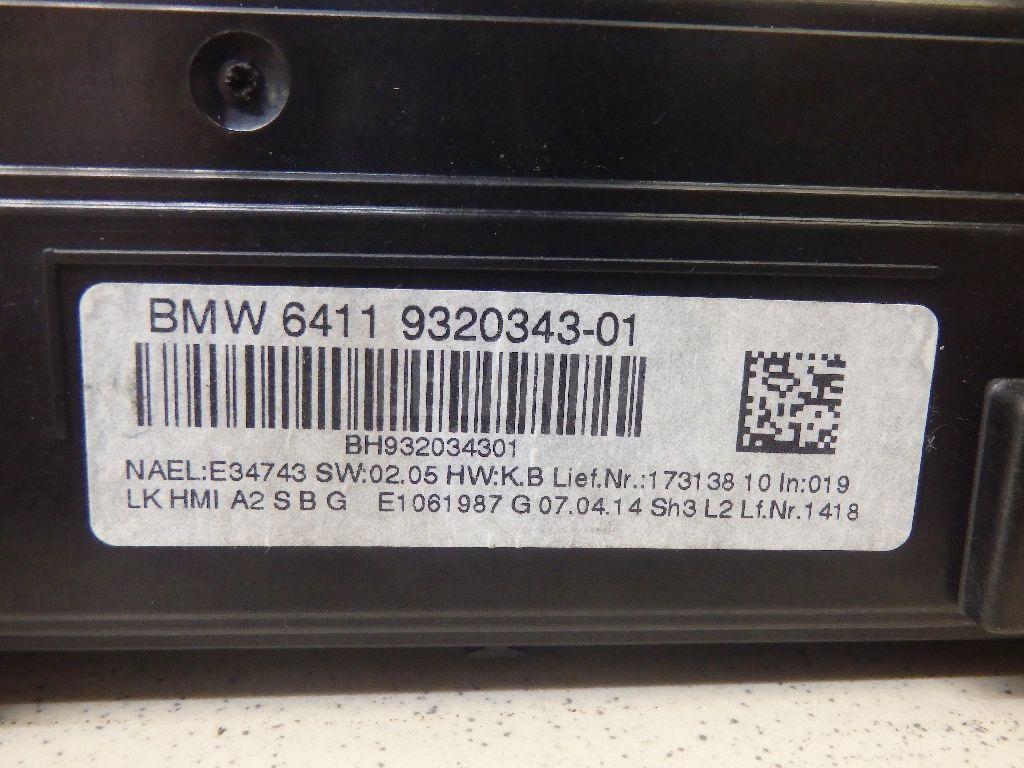 BMW 6411 9320343-01
BH932034301
NAEL:E34743 SW:02.05 HW:K.B Lief.Nr.:173138 10 In:019
LK HMI A2 S B G E1061987 G 07.04.14 Sh3 L2 Lf.Nr.1418